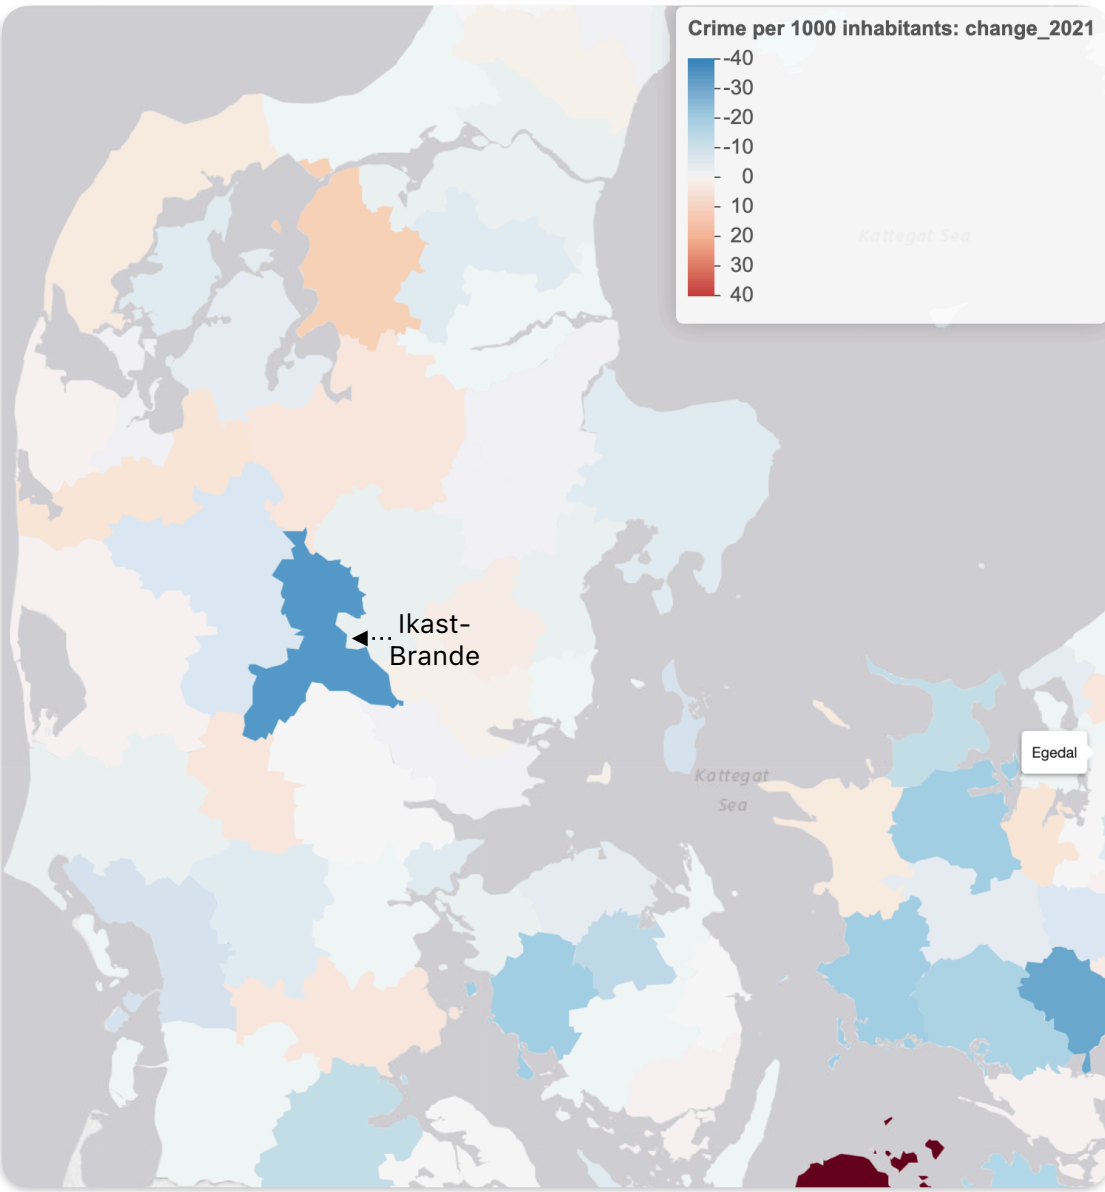 Crime per 1000 inhabitants: change_2021
-40
-30
-20
-10
0
10
20
30
40
Kattegat Sea
Ikast-
Brande
Egedal
Kattegat
Sea